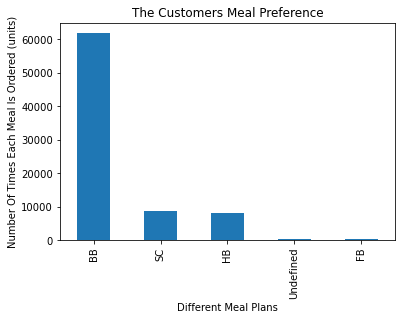 The Customers Meal Preference
Number Of Times Each Meal Is Ordered (units)
60000
50000
40000
30000
20000
10000
0
BB
SC
HB
Undefined
FB
Different Meal Plans